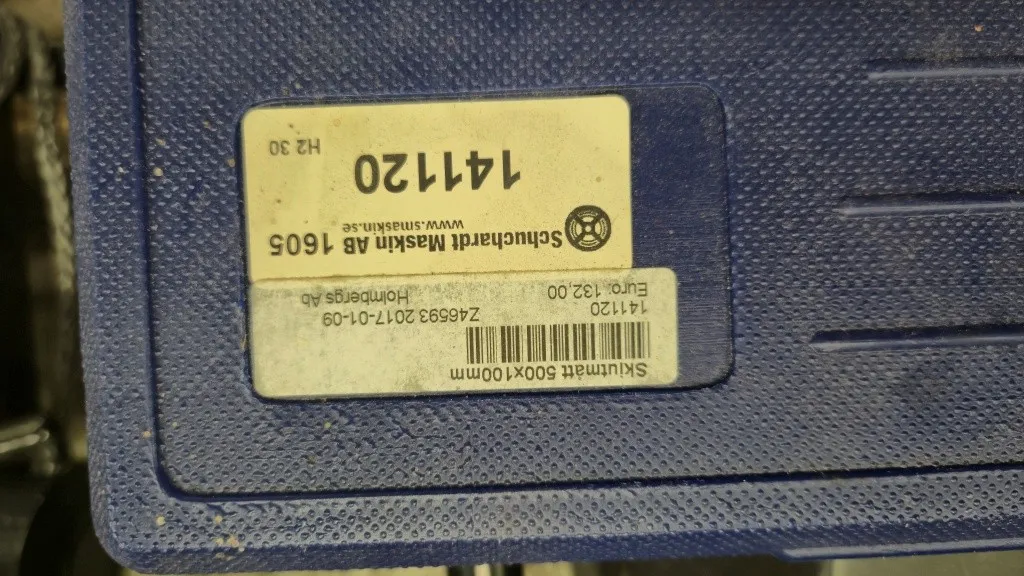 Skjutmått 500x100mm
141120 Z46593 2017-01-09
Euro: 132,00 Holmbergs Ab
Schuchardt Maskin AB 1605
www.smaskin.se
141120
H2 30